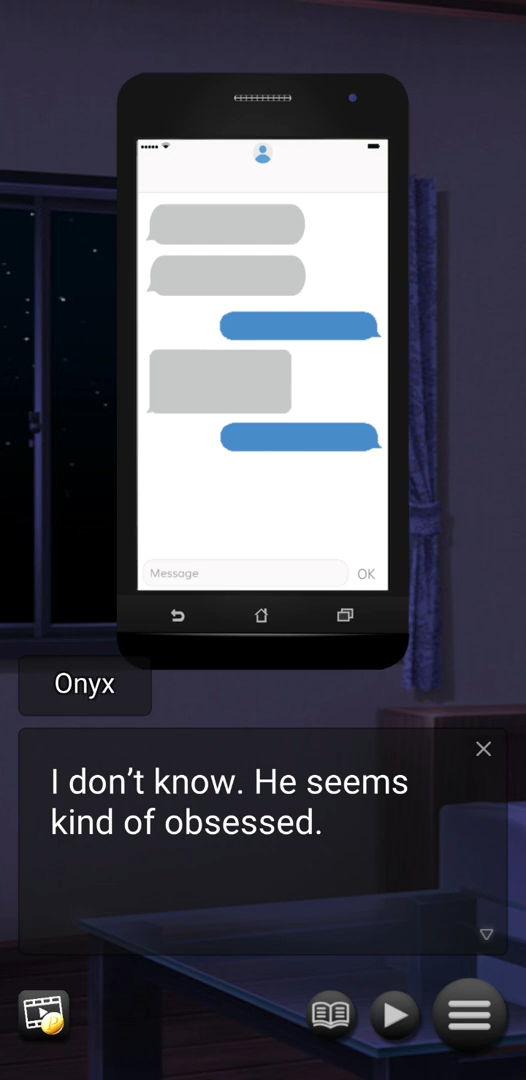 Message
OK
Onyx
I don’t know. He seems
kind of obsessed.